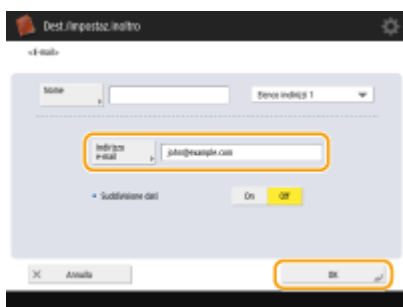 Dest./Impostaz.Inoltro
<E-mail>
Nome
Elenco indirizzi 1
Indirizzo
e-mail
john@example.com
Suddivisione dati
On
Off
Annulla
OK